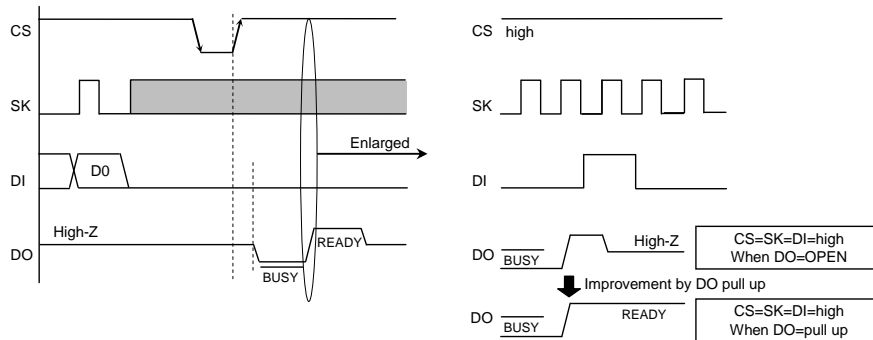 CS
SK
DI
D0
Enlarged
High-Z
DO
BUSY
READY
CS
high
SK
DI
DO
BUSY
High-Z
CS=SK=DI=high
When DO=OPEN
Improvement by DO pull up
DO
BUSY
READY
CS=SK=DI=high
When DO=pull up